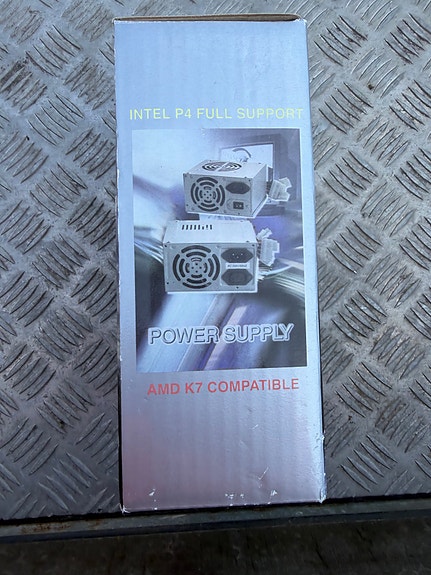 INTEL P4 FULL SUPPORT
POWER SUPPLY
AMD K7 COMPATIBLE